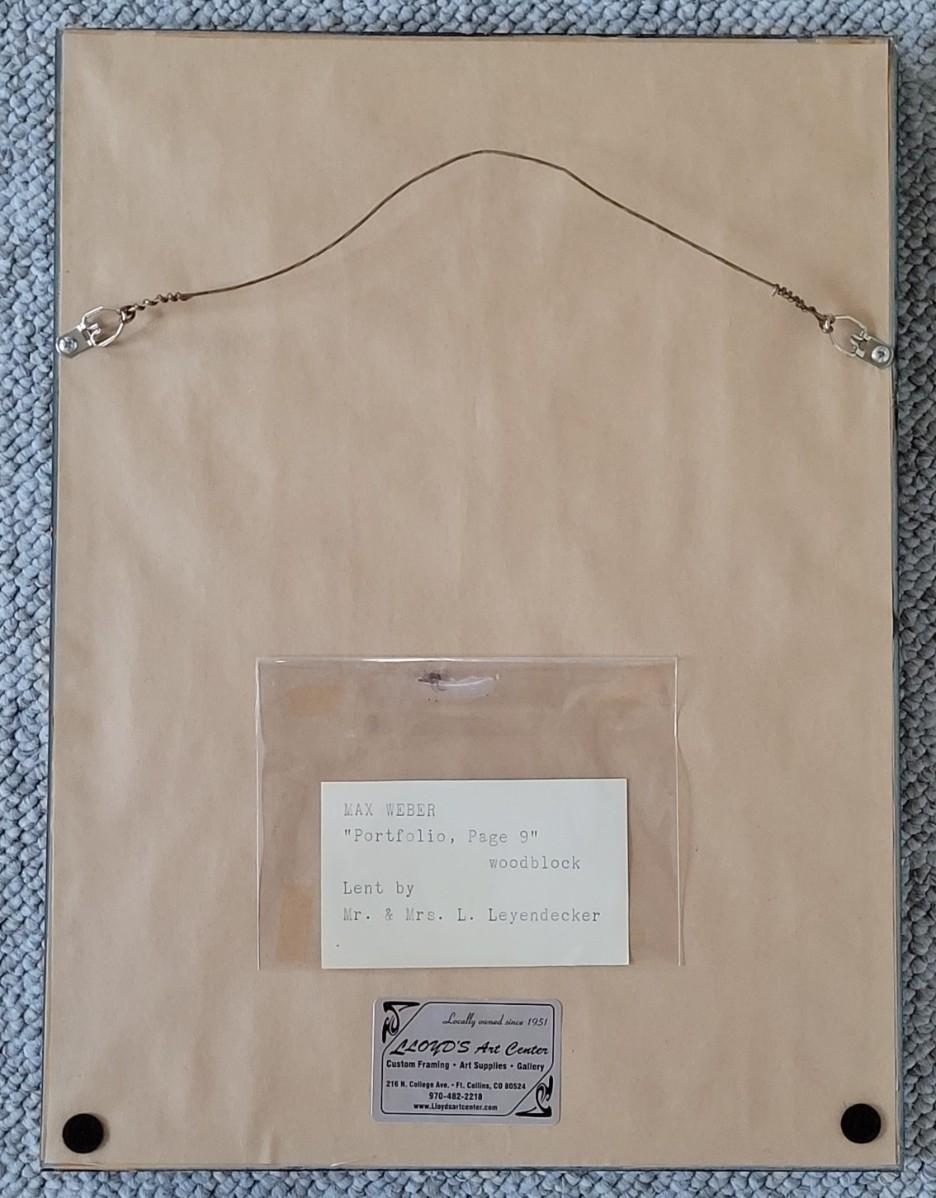 MAX WEBER
"Portfolio, Page 9"
woodblock
Lent by
Mr. & Mrs. L. Leyendecker
Locally owned since 1951
LLOYD'S Art Center
Custom Framing • Art Supplies • Gallery
216 N. College Ave. • Ft. Collins, CO 80524
970-482-2218
www.Lloydsartcenter.com